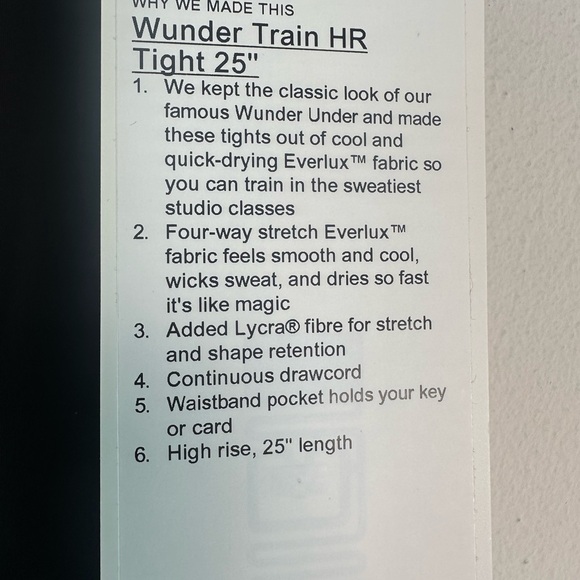 WHY WE MADE THIS
Wunder Train HR
Tight 25"
1. We kept the classic look of our
famous Wunder Under and made
these tights out of cool and
quick-drying Everlux™ fabric so
you can train in the sweatiest
studio classes
2. Four-way stretch Everlux™
fabric feels smooth and cool,
wicks sweat, and dries so fast
it's like magic
3. Added Lycra® fibre for stretch
and shape retention
4. Continuous drawcord
5. Waistband pocket holds your key
or card
6. High rise, 25" length